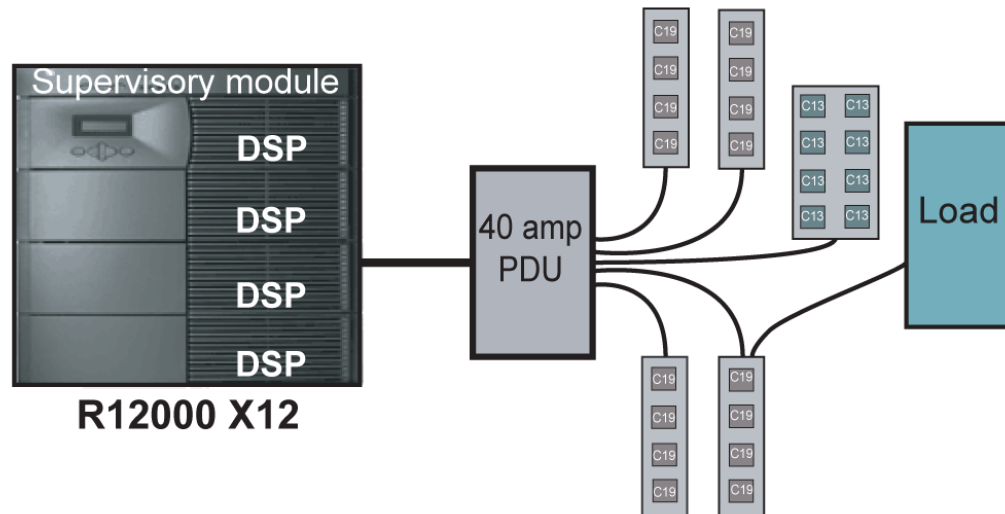 Supervisory module
DSP
DSP
DSP
DSP
R12000 X12
40 amp
PDU
C19
C19
C19
C19
C19
C19
C19
C19
C13 C13
C13 C13
C13 C13
C13 C13
Load
C19
C19
C19
C19
C19
C19
C19
C19